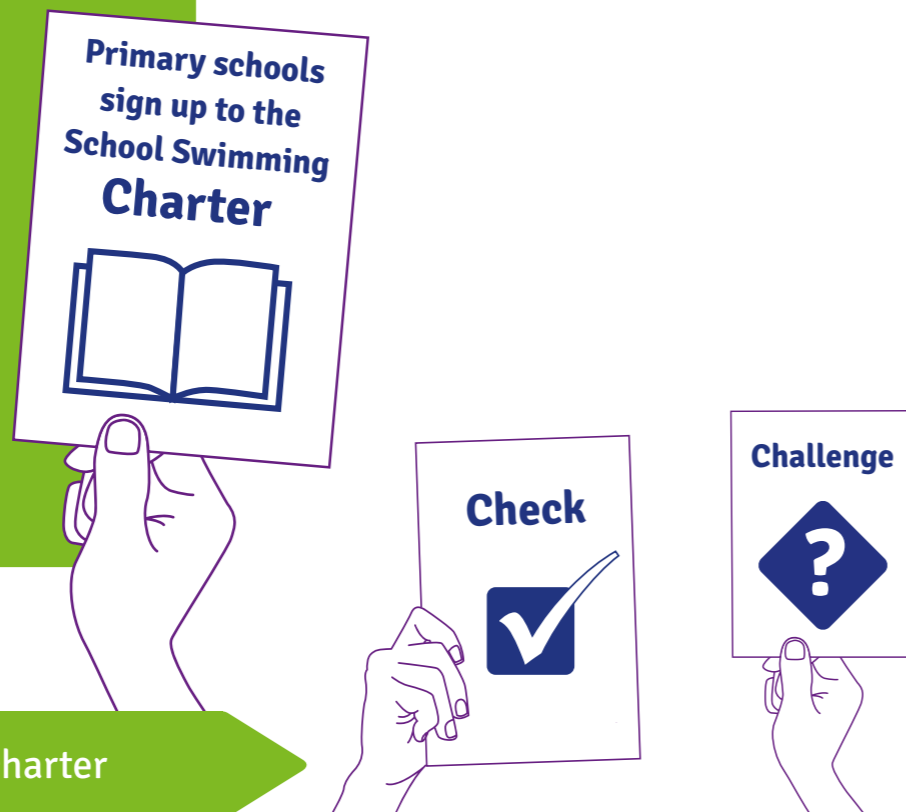 Primary schools
sign up to the
School Swimming
Charter
Check
Challenge
?
harter